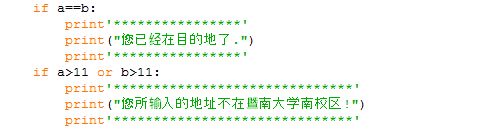 if a==b:
    print'****************'
    print("您已经在目的地了.")
    print'****************'
if a>11 or b>11:
    print'******************************'
    print("您所输入的地址不在暨南大学南校区!")
    print'******************************'